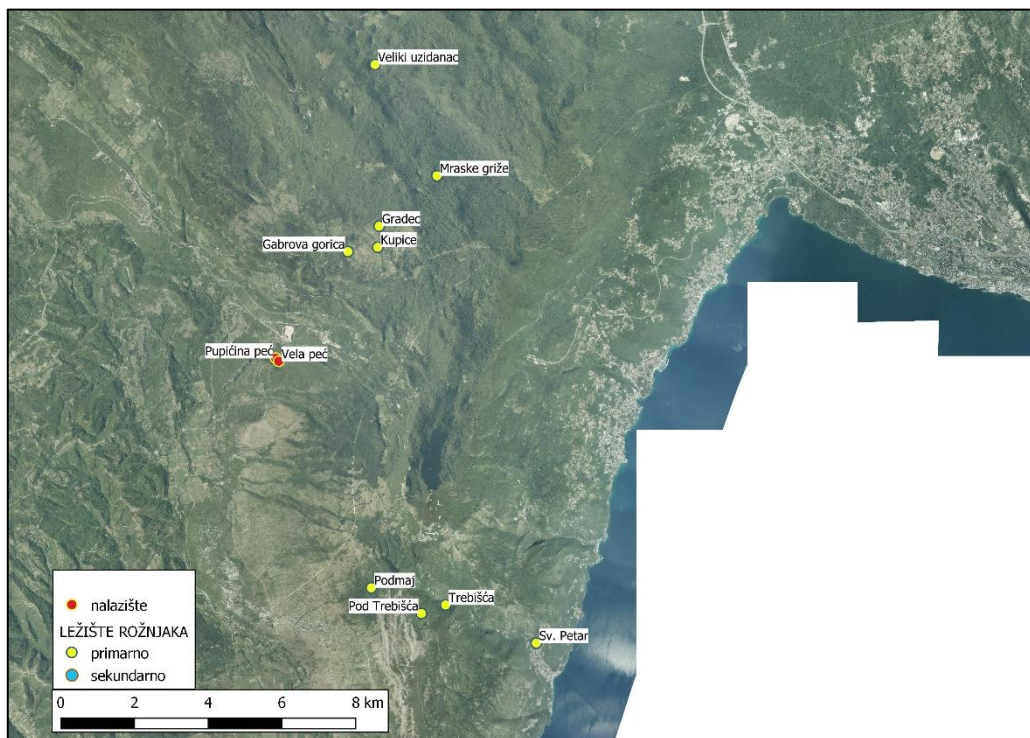 Veliki uzidanac
Mraske griže
Gradec
Kupice
Gabrova gorica
Pupićina peć
Vela peć
Podmaj
Trebišća
Pod Trebišća
Sv. Petar
nalazište
LEŽIŠTE ROŽNJAKA
primarno
sekundarno
0 2 4 6 8 km